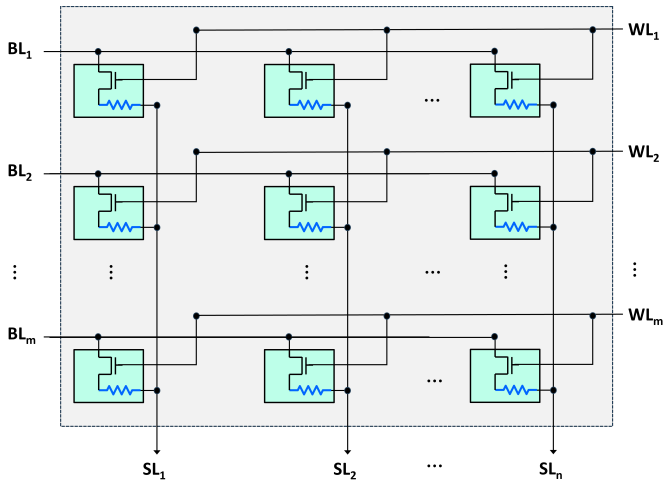 BL₁ WL₁
...
BL₂ WL₂
⋮ ⋮ ⋮ ... ⋮ ⋮
BLₘ WLₘ
...
SL₁ SL₂ ... SLₙ